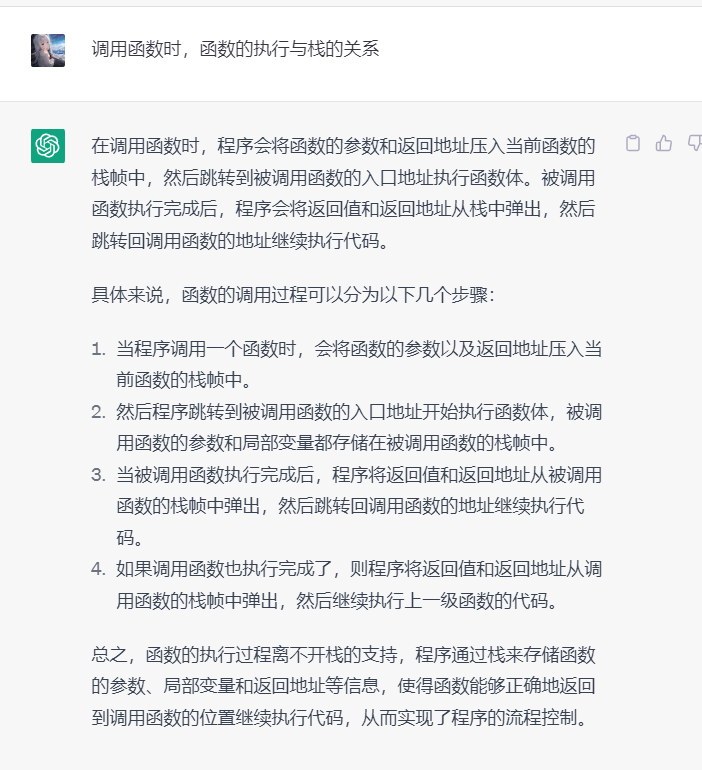 调用函数时，函数的执行与栈的关系
在调用函数时，程序会将函数的参数和返回地址压入当前函数的
栈帧中，然后跳转到被调用函数的入口地址执行函数体。被调用
函数执行完成后，程序会将返回值和返回地址从栈中弹出，然后
跳转回调用函数的地址继续执行代码。
具体来说，函数的调用过程可以分为以下几个步骤：
1. 当程序调用一个函数时，会将函数的参数以及返回地址压入当
前函数的栈帧中。
2. 然后程序跳转到被调用函数的入口地址开始执行函数体，被调
用函数的参数和局部变量都存储在被调用函数的栈帧中。
3. 当被调用函数执行完成后，程序将返回值和返回地址从被调用
函数的栈帧中弹出，然后跳转回调用函数的地址继续执行代
码。
4. 如果调用函数也执行完成了，则程序将返回值和返回地址从调
用函数的栈帧中弹出，然后继续执行上一级函数的代码。
总之，函数的执行过程离不开栈的支持，程序通过栈来存储函数
的参数、局部变量和返回地址等信息，使得函数能够正确地返回
到调用函数的位置继续执行代码，从而实现了程序的流程控制。